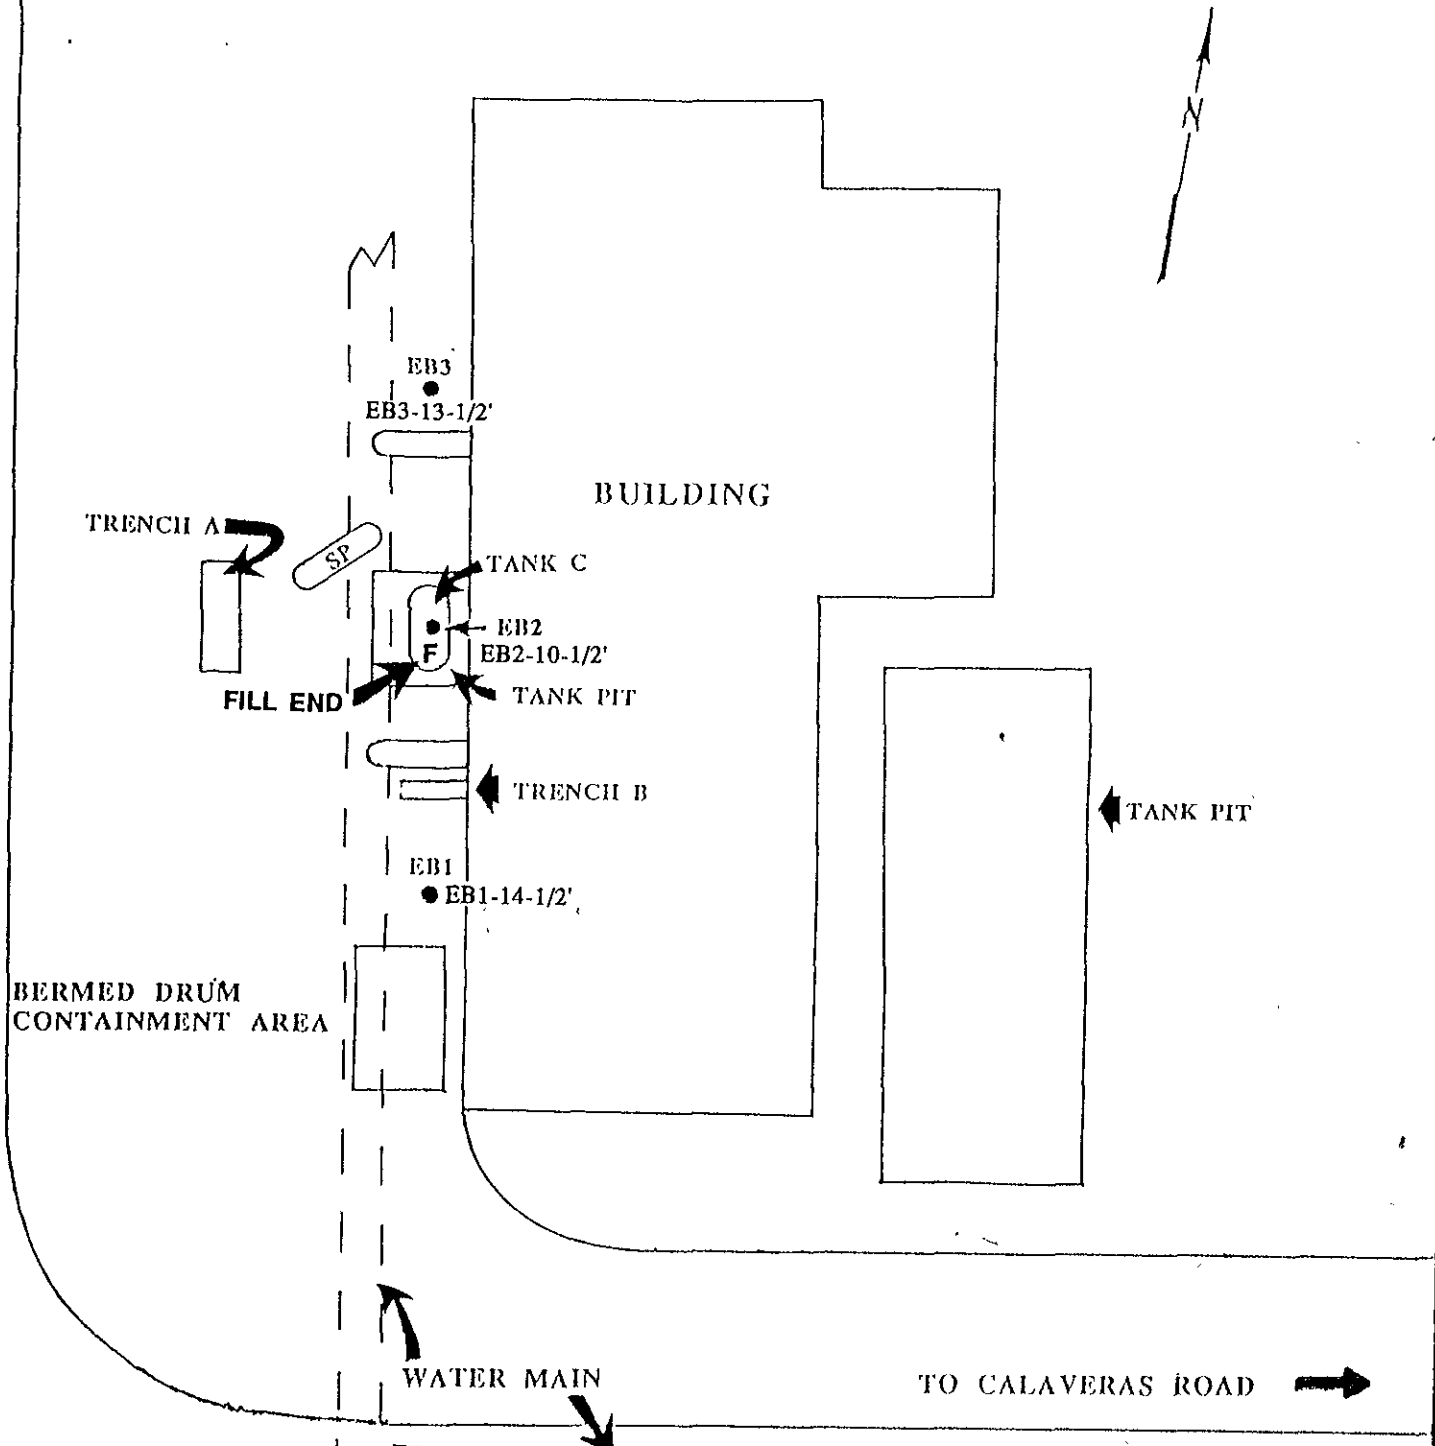 N
EB3
EB3-13-1/2'
BUILDING
TRENCH A
SP
TANK C
EB2
F
EB2-10-1/2'
FILL END
TANK PIT
TRENCH B
TANK PIT
EB1
EB1-14-1/2'
BERMED DRUM
CONTAINMENT AREA
WATER MAIN
TO CALAVERAS ROAD